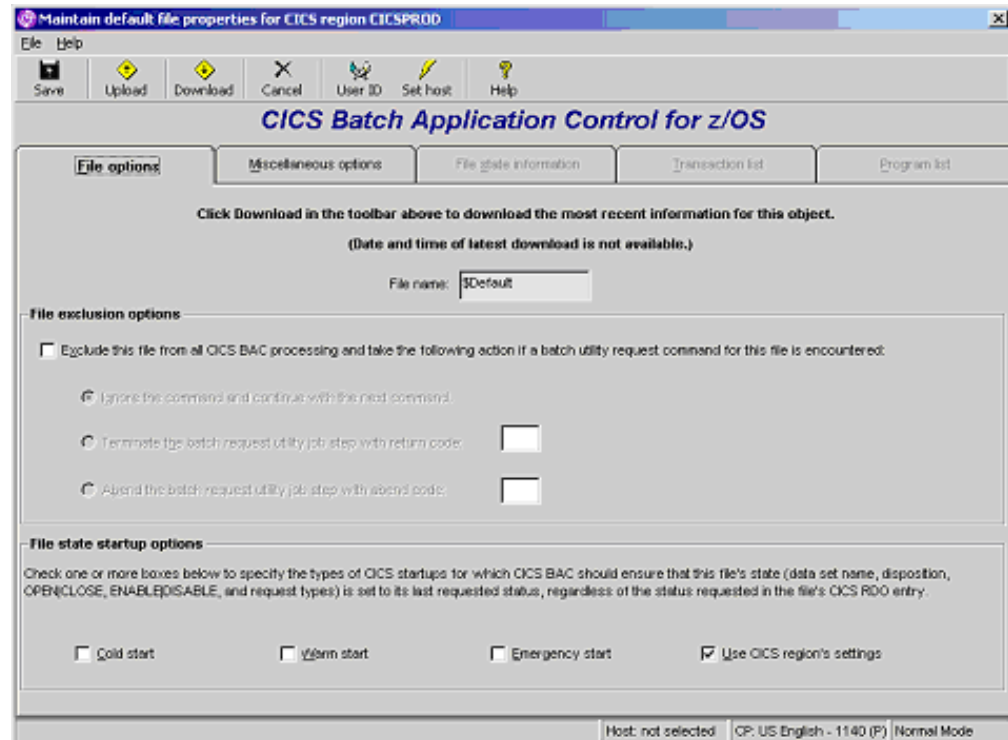 Maintain default file properties for CICS region CICSPROD
File Help
Save Upload Download Cancel User ID Set host Help
CICS Batch Application Control for z/OS
File options Miscellaneous options File state information Transaction list Program list
Click Download in the toolbar above to download the most recent information for this object.
(Date and time of latest download is not available.)
File name: $Default
File exclusion options
Exclude this file from all CICS BAC processing and take the following action if a batch utility request command for this file is encountered:
Ignore the command and continue with the next command.
Terminate the batch request utility job step with return code:
Abend the batch request utility job step with abend code:
File state startup options
Check one or more boxes below to specify the types of CICS startups for which CICS BAC should ensure that this file's state (data set name, disposition,
OPEN|CLOSE, ENABLE|DISABLE, and request types) is set to its last requested status, regardless of the status requested in the file's CICS RDO entry.
Cold start Warm start Emergency start Use CICS region's settings
Host: not selected CP: US English - 1140 (P) Normal Mode